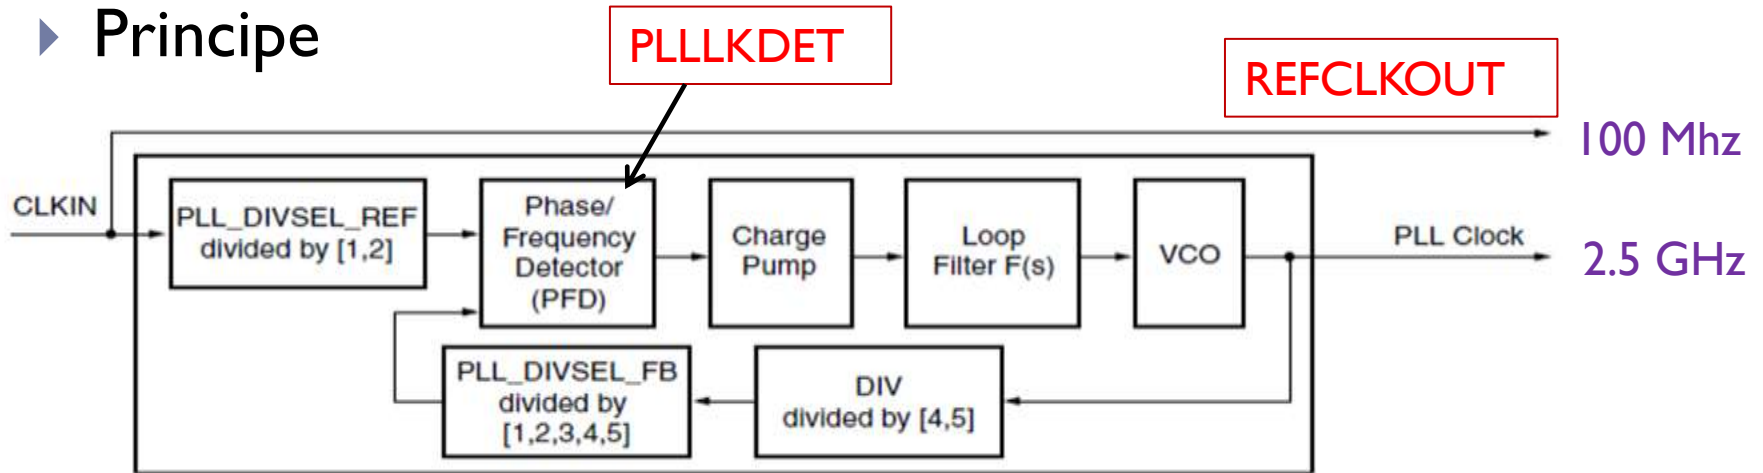 Principe
PLLLKDET
REFCLKOUT
100 Mhz
CLKIN
PLL_DIVSEL_REF
divided by [1,2]
Phase/
Frequency
Detector
(PFD)
Charge
Pump
Loop
Filter F(s)
VCO
PLL Clock
2.5 GHz
PLL_DIVSEL_FB
divided by
[1,2,3,4,5]
DIV
divided by [4,5]